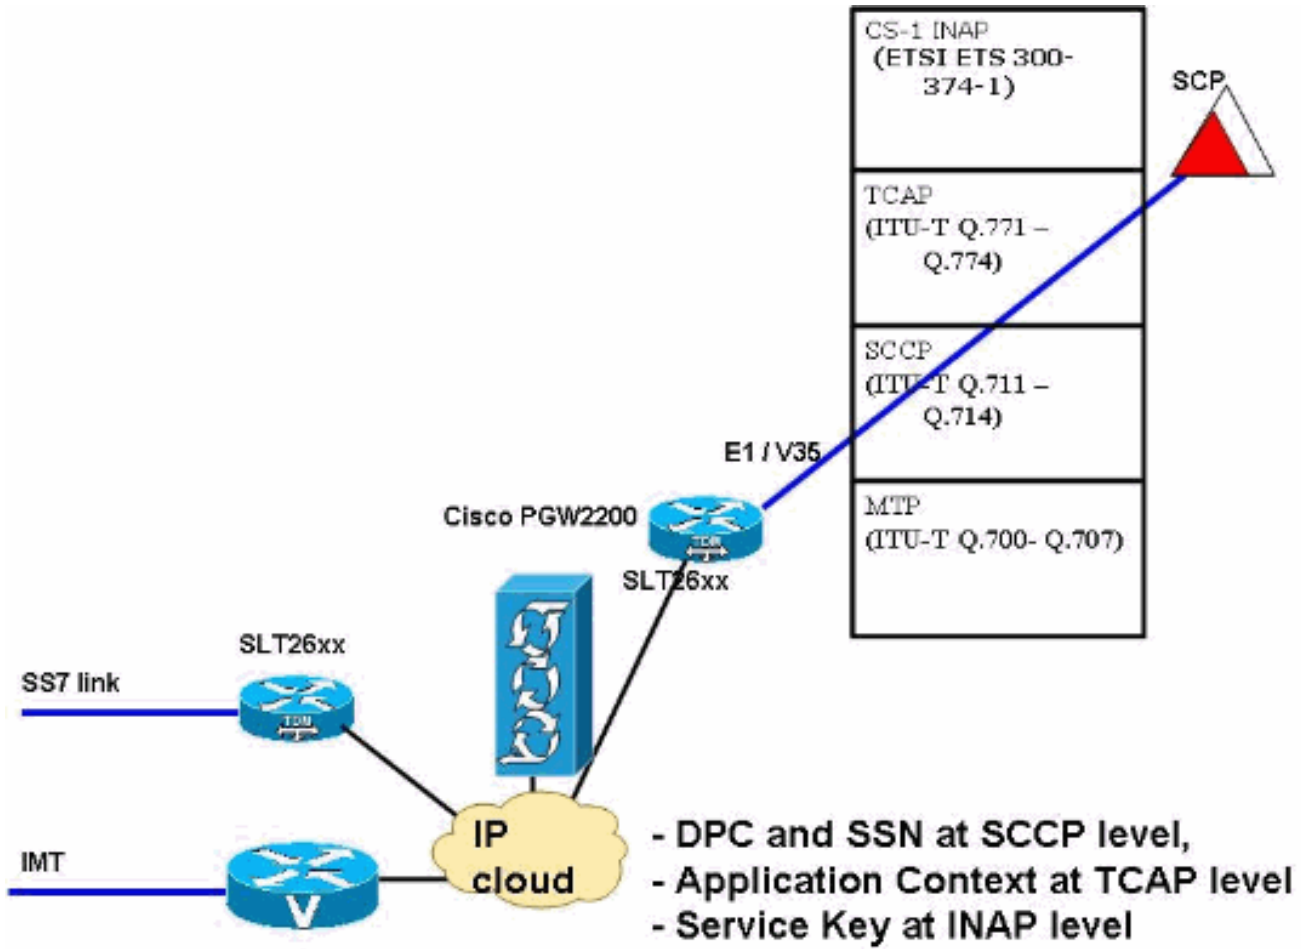 CS-1 INAP
(ETSI ETS 300-
374-1)
SCP
TCAP
(ITU-T Q.771 –
Q.774)
SCCP
(ITU-T Q.711 –
Q.714)
E1 / V35
MTP
(ITU-T Q.700- Q.707)
Cisco PGW2200
TDM
SLT26xx
SLT26xx
SS7 link
TDM
IMT
V
IP
cloud
- DPC and SSN at SCCP level,
- Application Context at TCAP level
- Service Key at INAP level